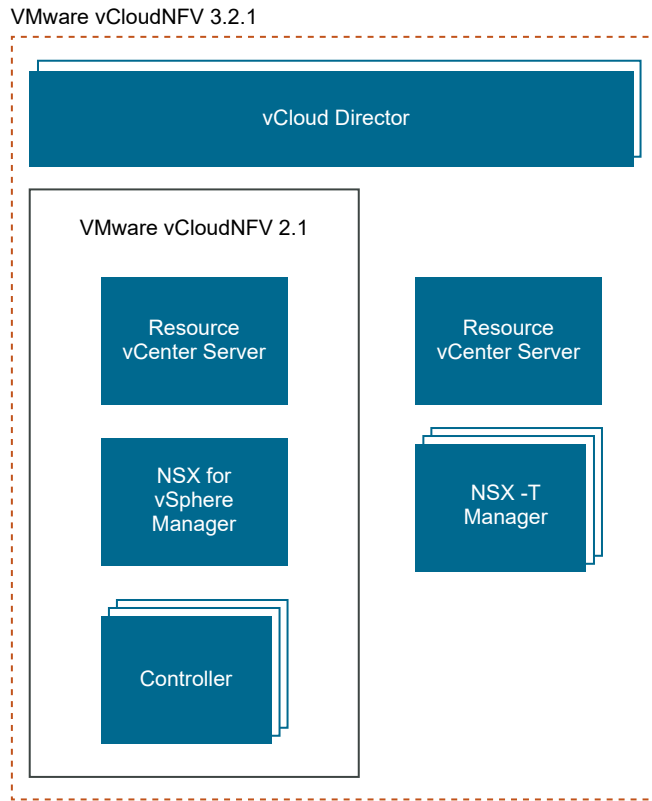 VMware vCloudNFV 3.2.1
vCloud Director
VMware vCloudNFV 2.1
Resource
vCenter Server
Resource
vCenter Server
NSX for
vSphere
Manager
NSX -T
Manager
Controller